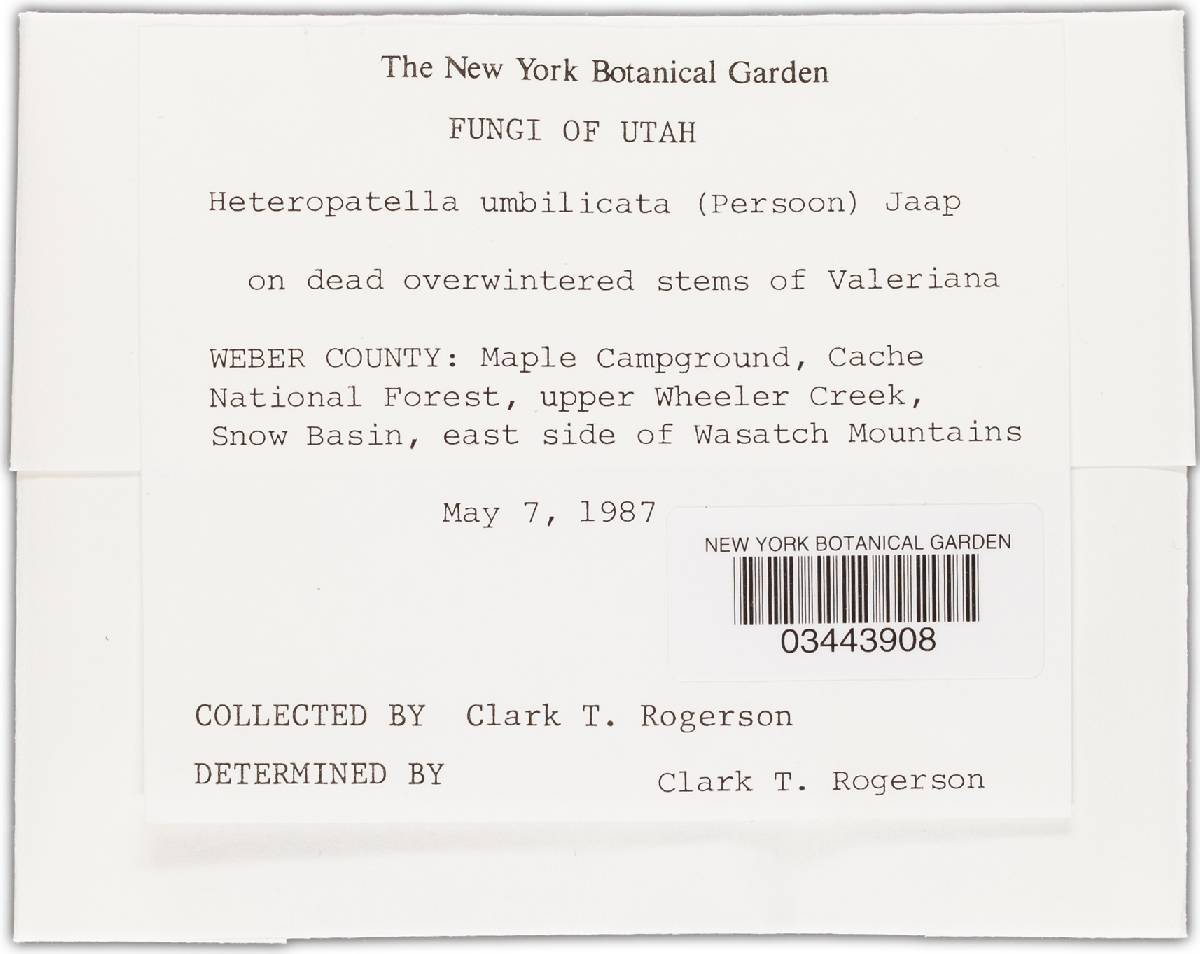 The New York Botanical Garden
FUNGI OF UTAH
Heteropatella umbilicata (Persoon) Jaap
on dead overwintered stems of Valeriana
WEBER COUNTY: Maple Campground, Cache
National Forest, upper Wheeler Creek,
Snow Basin, east side of Wasatch Mountains
May 7, 1987
NEW YORK BOTANICAL GARDEN
03443908
COLLECTED BY Clark T. Rogerson
DETERMINED BY Clark T. Rogerson